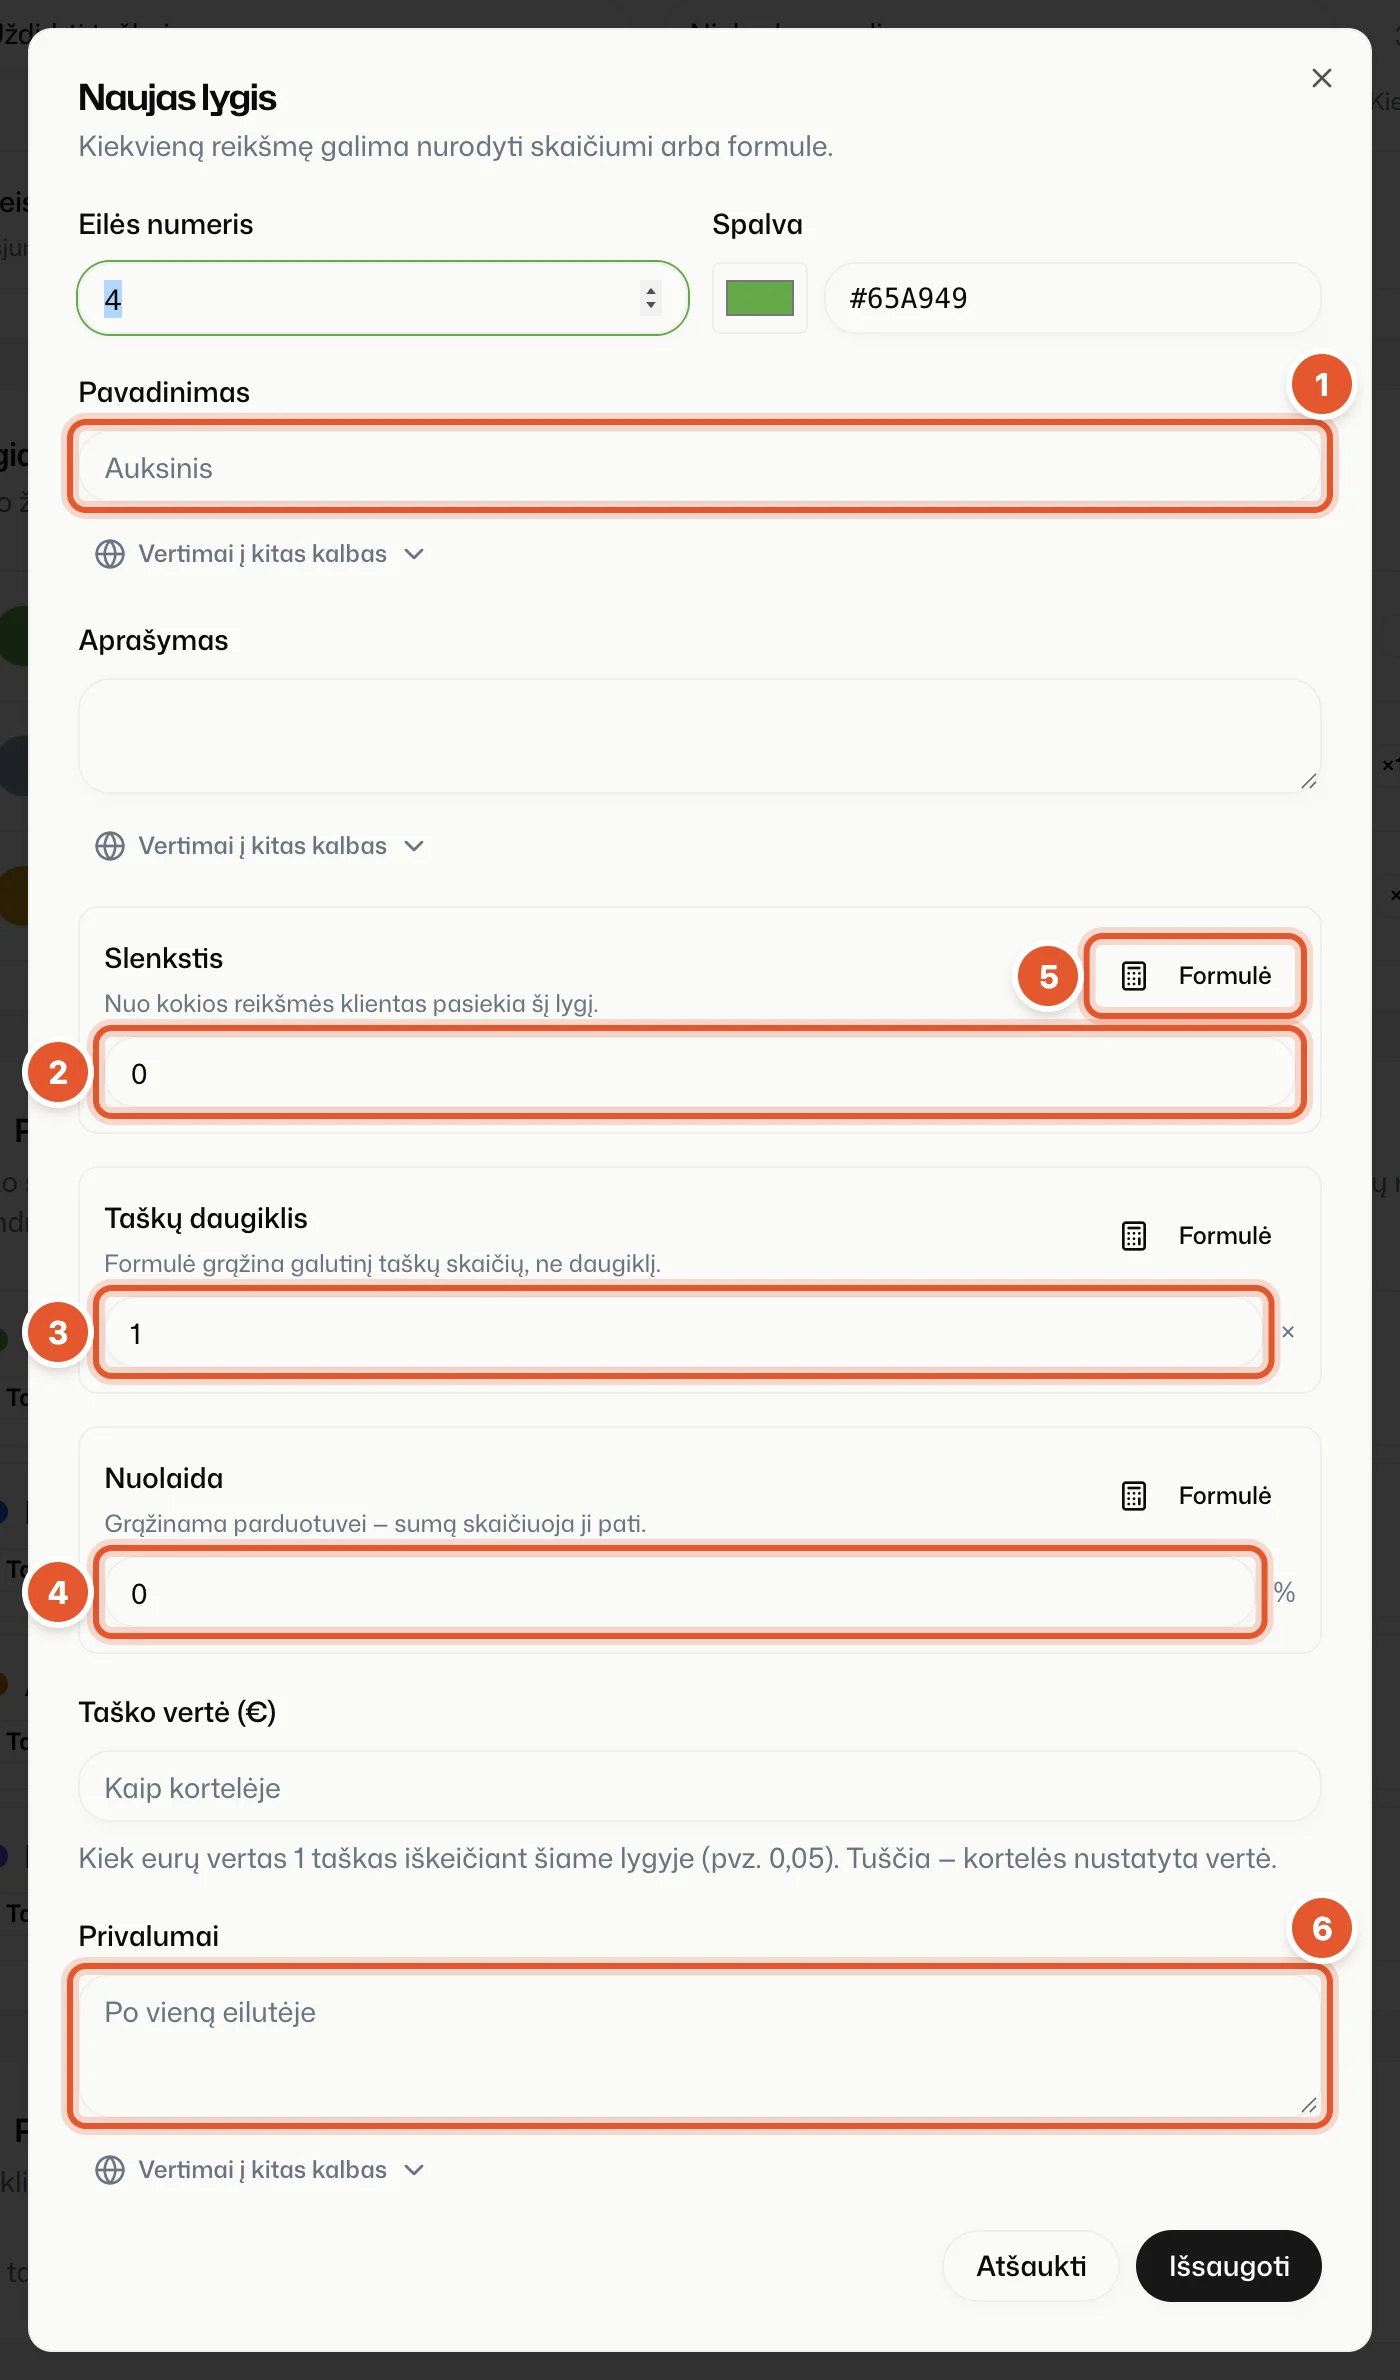 Naujas lygis
Kiekvieną reikšmę galima nurodyti skaičiumi arba formule.
Eilės numeris
Spalva
4
#65A949
Pavadinimas
1
Auksinis
Vertimai į kitas kalbas
Aprašymas
Vertimai į kitas kalbas
Slenkstis
5
Formulė
Nuo kokios reikšmės klientas pasiekia šį lygį.
2
0
Taškų daugiklis
Formulė
Formulė grąžina galutinį taškų skaičių, ne daugiklį.
3
1
×
Nuolaida
Formulė
Grąžinama parduotuvei – sumą skaičiuoja ji pati.
4
0
%
Taško vertė (€)
Kaip kortelėje
Kiek eurų vertas 1 taškas iškeičiant šiame lygyje (pvz. 0,05). Tuščia – kortelės nustatyta vertė.
Privalumai
6
Po vieną eilutėje
Vertimai į kitas kalbas
Atšaukti
Išsaugoti